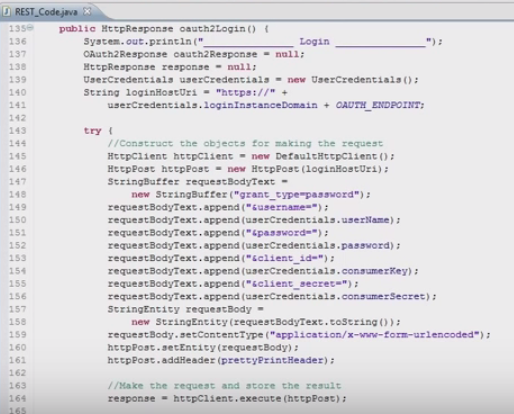 REST_Code.java
135 public HttpResponse oauth2Login() {
136 System.out.println("_______________ Login _______________");
137 OAuth2Response oauth2Response = null;
138 HttpResponse response = null;
139 UserCredentials userCredentials = new UserCredentials();
140 String loginHostUri = "https://" +
141 userCredentials.loginInstanceDomain + OAUTH_ENDPOINT;
142
143 try {
144 //Construct the objects for making the request
145 HttpClient httpClient = new DefaultHttpClient();
146 HttpPost httpPost = new HttpPost(loginHostUri);
147 StringBuffer requestBodyText =
148 new StringBuffer("grant_type=password");
149 requestBodyText.append("&username=");
150 requestBodyText.append(userCredentials.userName);
151 requestBodyText.append("&password=");
152 requestBodyText.append(userCredentials.password);
153 requestBodyText.append("&client_id=");
154 requestBodyText.append(userCredentials.consumerKey);
155 requestBodyText.append("&client_secret=");
156 requestBodyText.append(userCredentials.consumerSecret);
157 StringEntity requestBody =
158 new StringEntity(requestBodyText.toString());
159 requestBody.setContentType("application/x-www-form-urlencoded");
160 httpPost.setEntity(requestBody);
161 httpPost.addHeader(prettyPrintHeader);
162
163 //Make the request and store the result
164 response = httpClient.execute(httpPost);
165